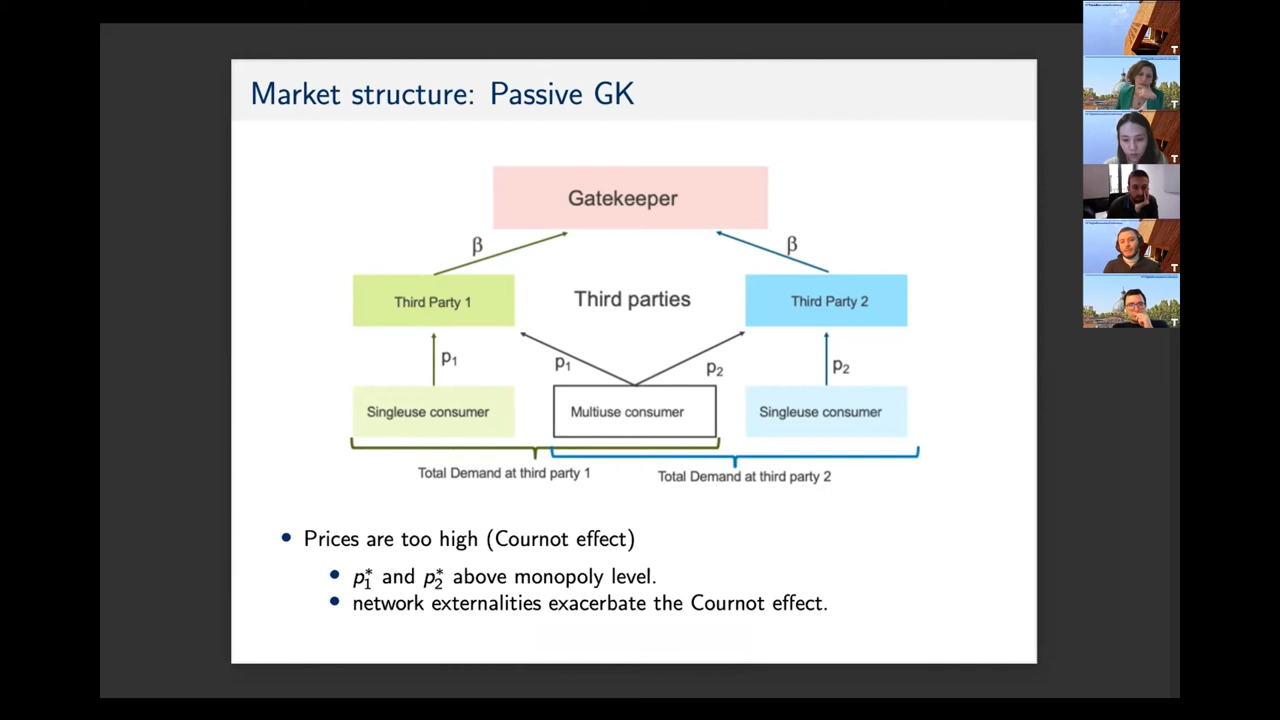 Market structure: Passive GK
Gatekeeper
β
β
Third Party 1
Third parties
Third Party 2
p₁
p₁
p₂
p₂
Singleuse consumer
Multiuse consumer
Singleuse consumer
Total Demand at third party 1
Total Demand at third party 2
• Prices are too high (Cournot effect)
• p₁* and p₂* above monopoly level.
• network externalities exacerbate the Cournot effect.